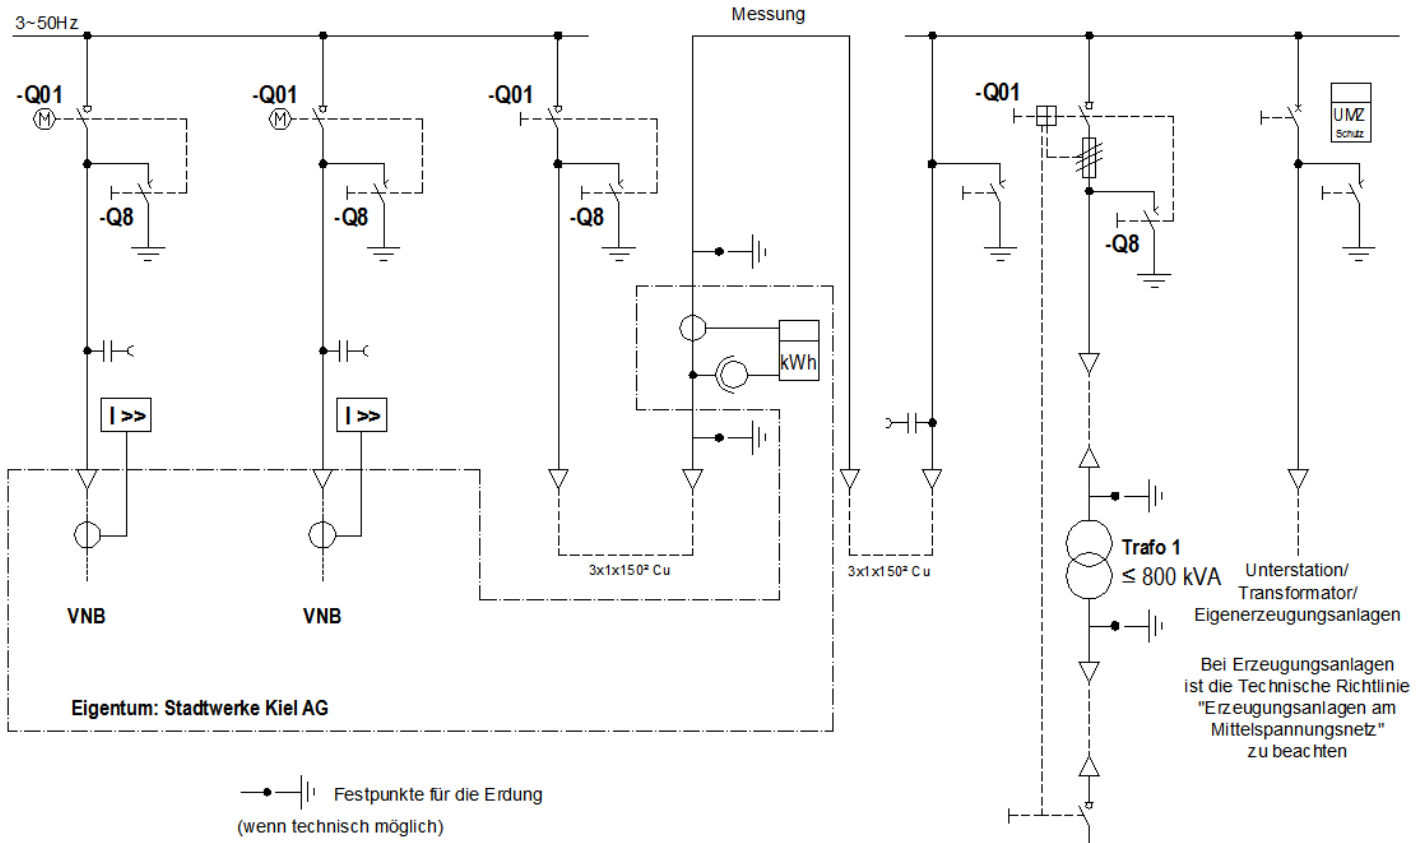 Messung
3~50Hz
-Q01
-Q01
-Q01
-Q01
M
M
UMZ
Schutz
-Q8
-Q8
-Q8
-Q8
kWh
I >>
I >>
Trafo 1
≤ 800 kVA
3x1x150² Cu
3x1x150² Cu
Unterstation/
Transformator/
Eigenerzeugungsanlagen
VNB
VNB
Bei Erzeugungsanlagen
ist die Technische Richtlinie
"Erzeugungsanlagen am
Mittelspannungsnetz"
zu beachten
Eigentum: Stadtwerke Kiel AG
Festpunkte für die Erdung
(wenn technisch möglich)